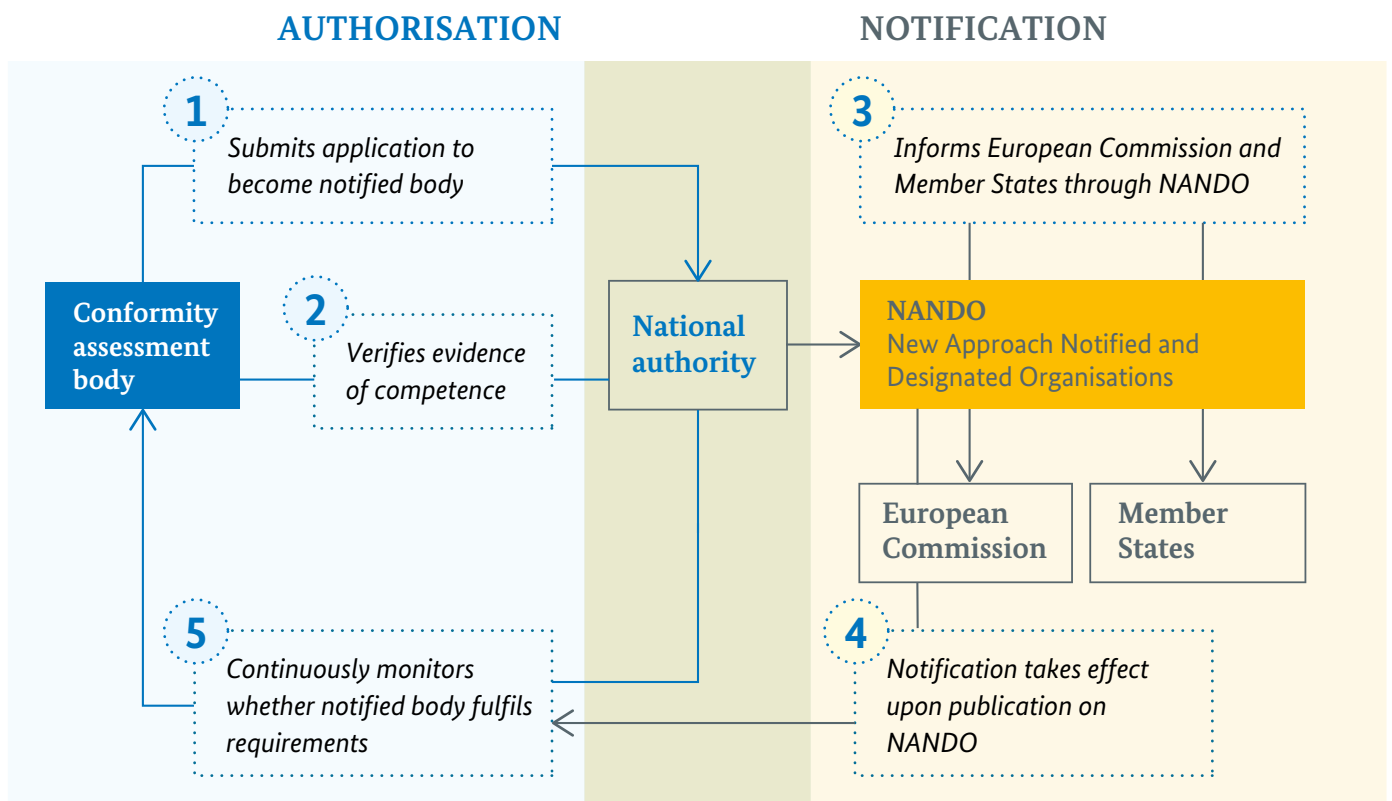 AUTHORISATION
NOTIFICATION
1
Submits application to
become notified body
3
Informs European Commission and
Member States through NANDO
Conformity
assessment
body
2
Verifies evidence
of competence
National
authority
NANDO
New Approach Notified and
Designated Organisations
European
Commission
Member
States
5
Continuously monitors
whether notified body fulfils
requirements
4
Notification takes effect
upon publication on
NANDO